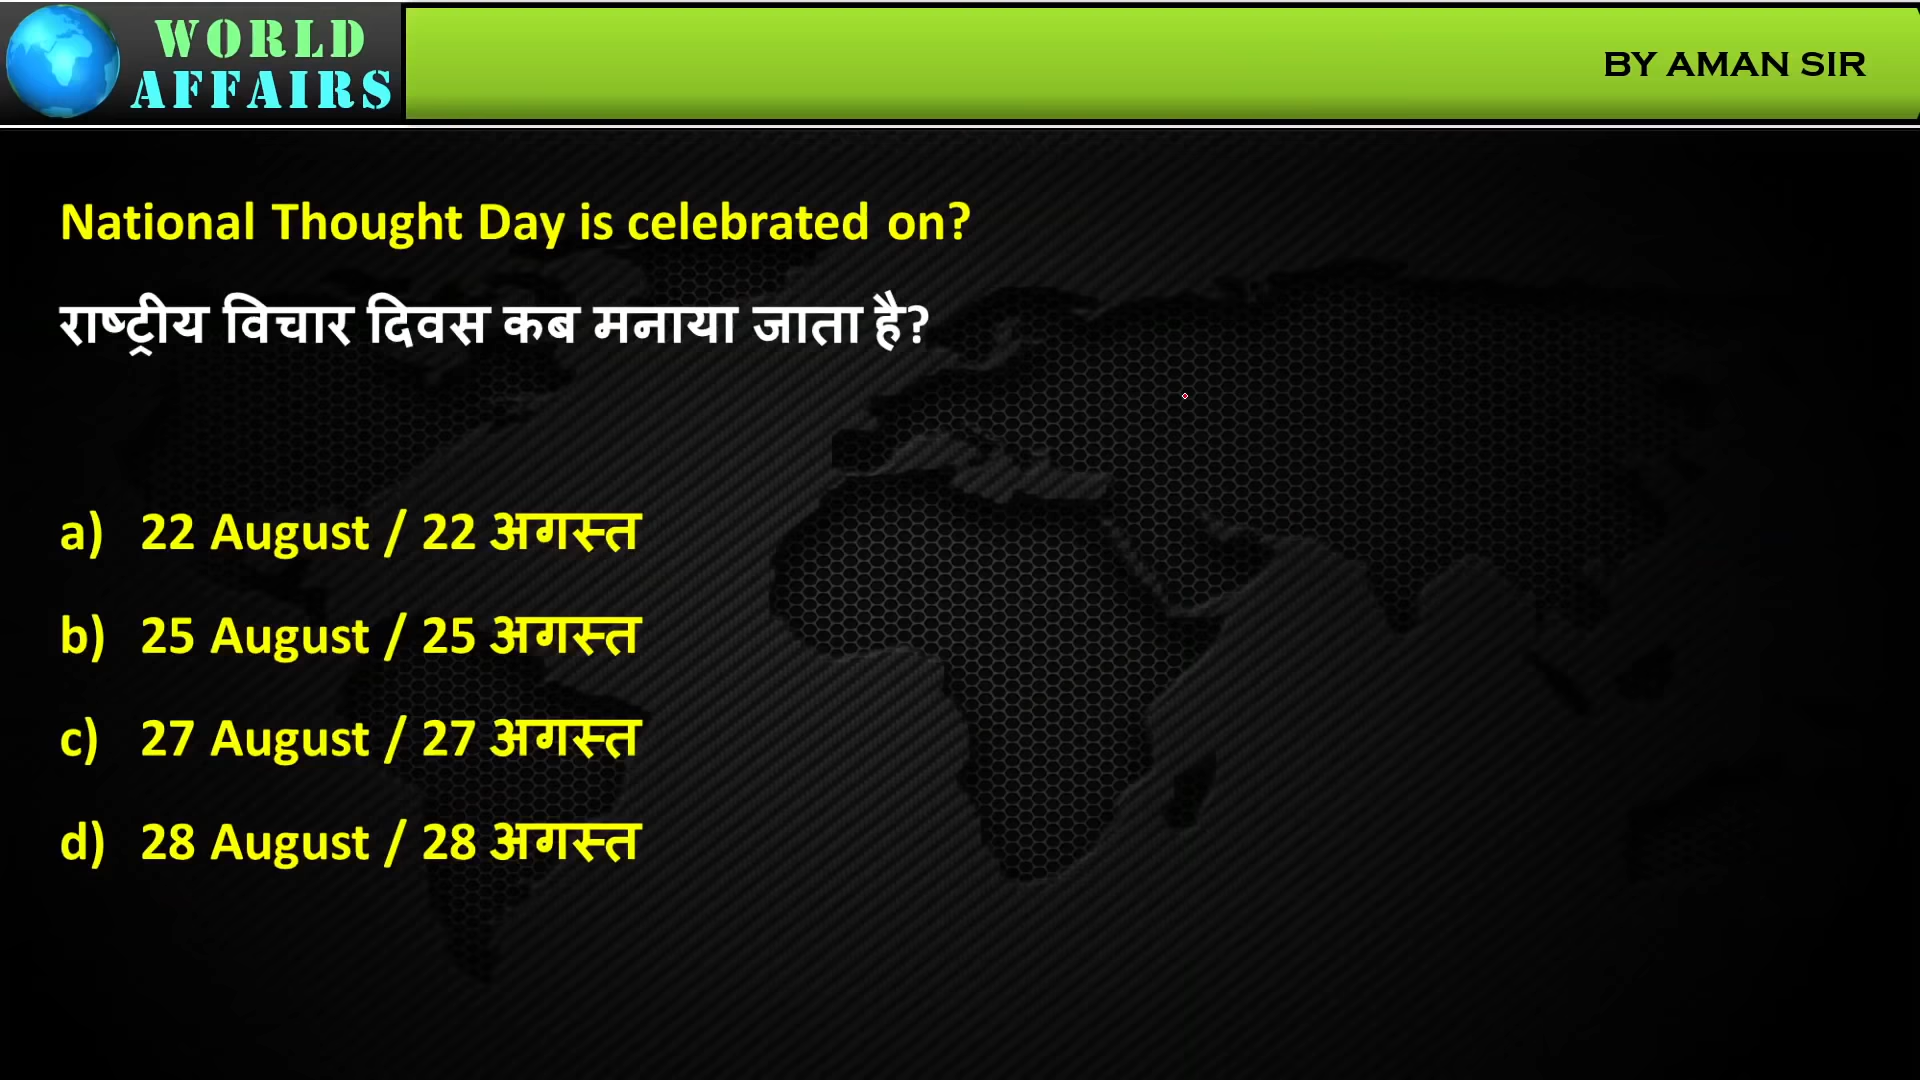 WORLD
AFFAIRS
BY AMAN SIR
National Thought Day is celebrated on?
राष्ट्रीय विचार दिवस कब मनाया जाता है?
a) 22 August / 22 अगस्त
b) 25 August / 25 अगस्त
c) 27 August / 27 अगस्त
d) 28 August / 28 अगस्त